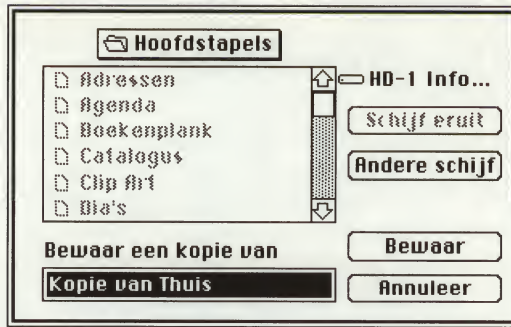 Hoofdstapels
Adressen
Agenda
Boekenplank
Catalogus
Clip Art
Dia's
HD-1 Info...
Schijf eruit
Andere schijf
Bewaar een kopie van
Kopie van Thuis
Bewaar
Annuleer